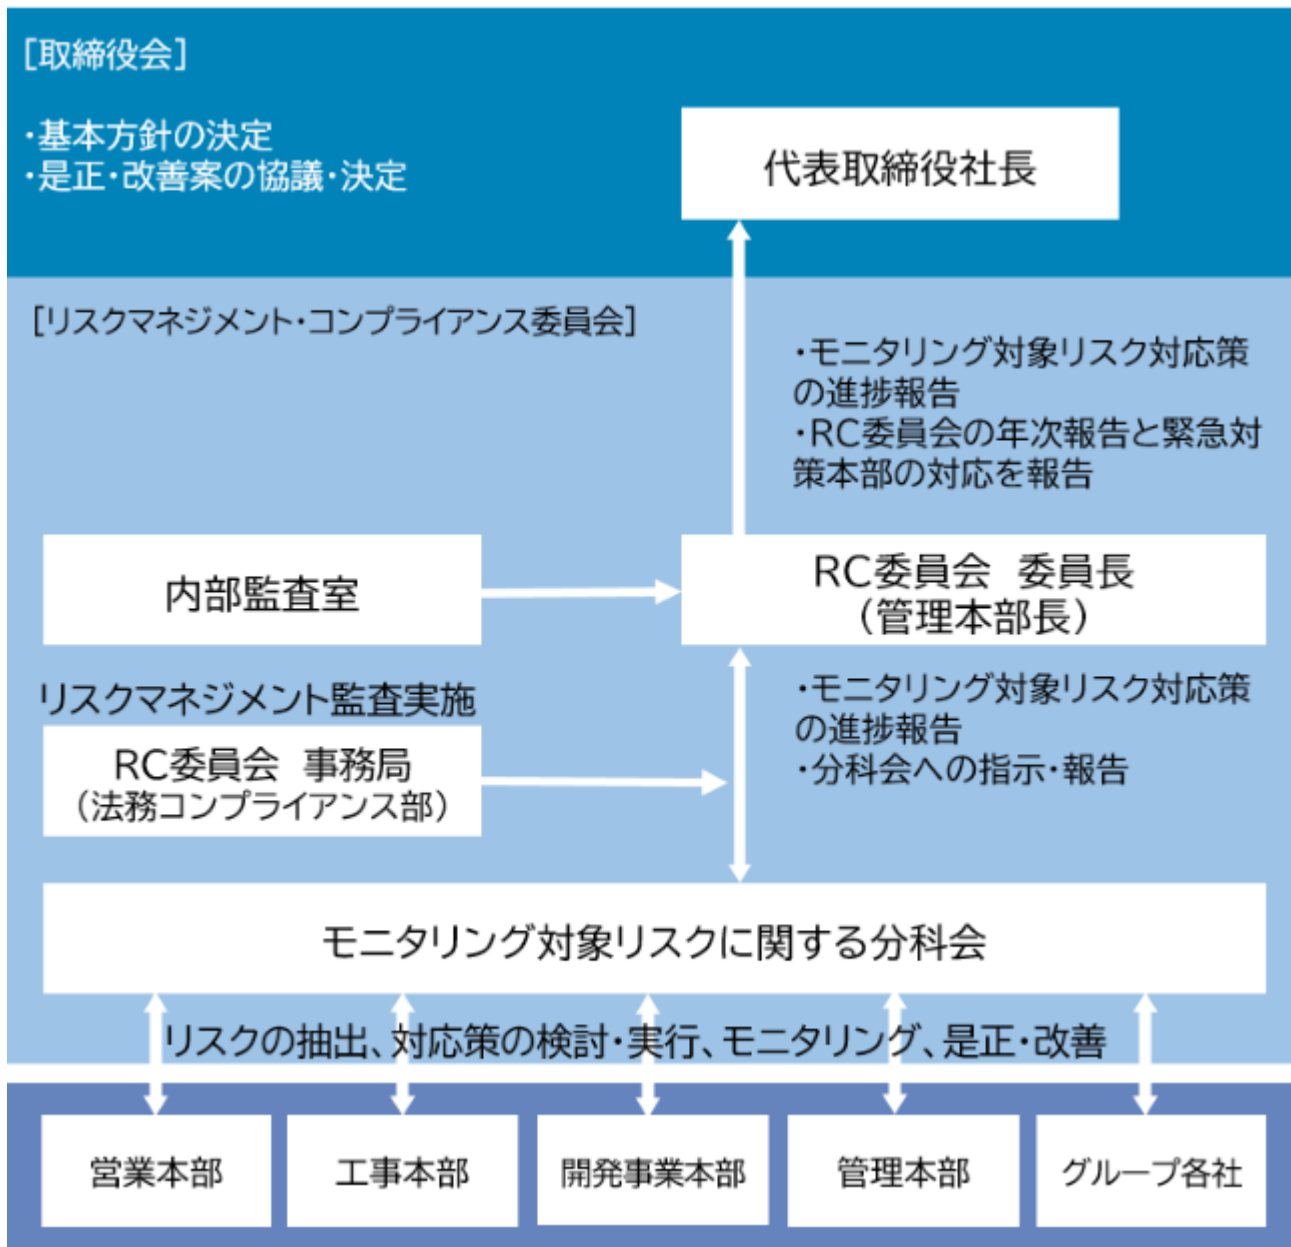 [取締役会]
・基本方針の決定
・是正・改善案の協議・決定
代表取締役社長
[リスクマネジメント・コンプライアンス委員会]
・モニタリング対象リスク対応策
の進捗報告
・RC委員会の年次報告と緊急対
策本部の対応を報告
内部監査室
RC委員会 委員長
（管理本部長）
リスクマネジメント監査実施
RC委員会 事務局
（法務コンプライアンス部）
・モニタリング対象リスク対応策
の進捗報告
・分科会への指示・報告
モニタリング対象リスクに関する分科会
リスクの抽出、対応策の検討・実行、モニタリング、是正・改善
営業本部
工事本部
開発事業本部
管理本部
グループ各社